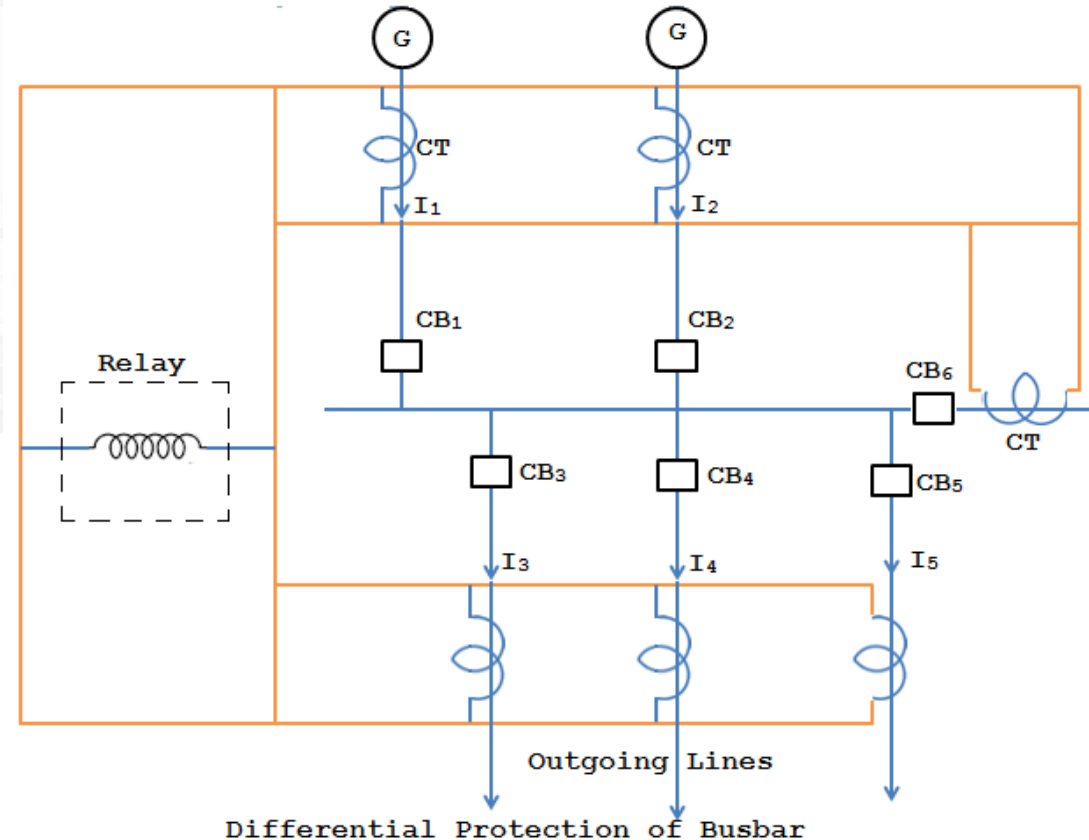 G
G
CT
CT
I₁
I₂
CB₁
CB₂
Relay
CB₆
CT
CB₃
CB₄
CB₅
I₃
I₄
I₅
Outgoing Lines
Differential Protection of Busbar